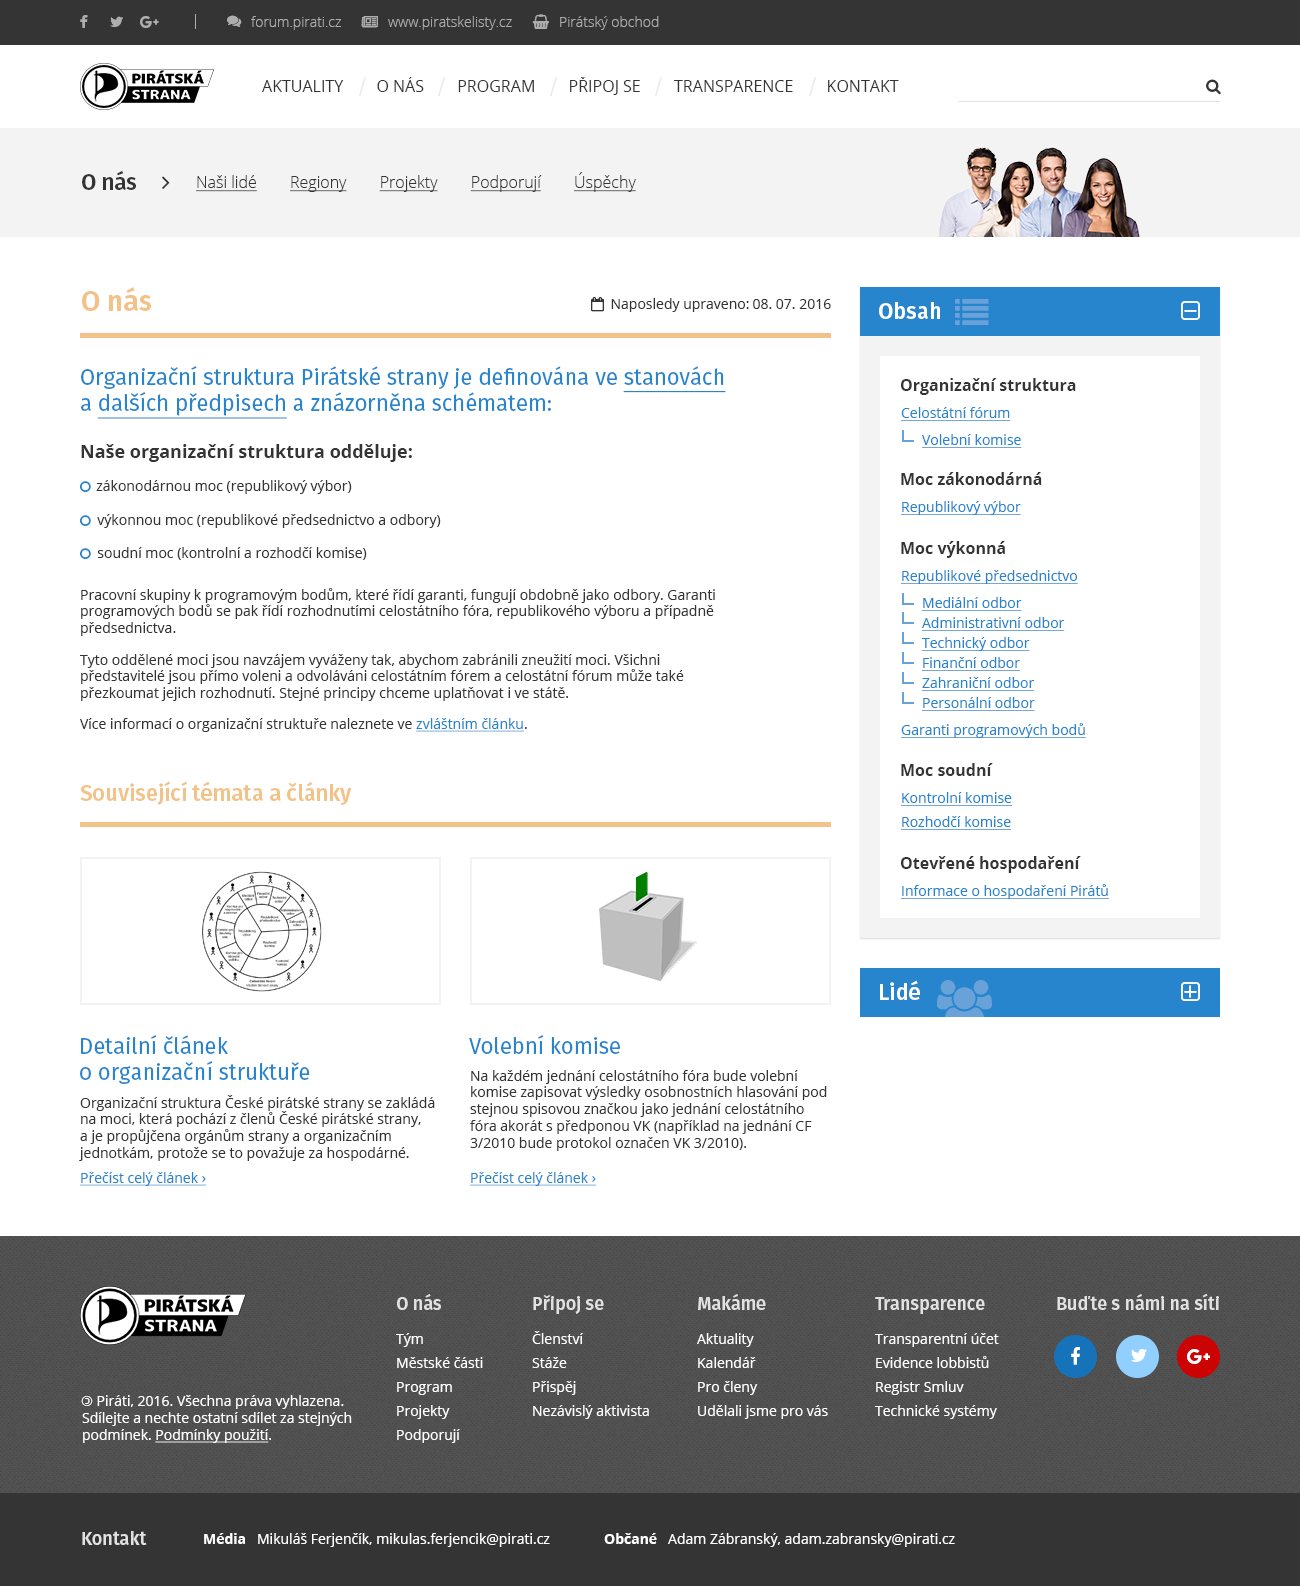 forum.pirati.cz
www.piratskelisty.cz
Pirátský obchod
PIRÁTSKÁ
STRANA
AKTUALITY / O NÁS / PROGRAM / PŘIPOJ SE / TRANSPARENCE / KONTAKT
O nás
Naši lidé
Regiony
Projekty
Podporují
Úspěchy
O nás
Naposledy upraveno: 08. 07. 2016
Organizační struktura Pirátské strany je definována ve stanovách
a dalších předpisech a znázorněna schématem:
Naše organizační struktura odděluje:
zákonodárnou moc (republikový výbor)
výkonnou moc (republikové předsednictvo a odbory)
soudní moc (kontrolní a rozhodčí komise)
Pracovní skupiny k programovým bodům, které řídí garanti, fungují obdobně jako odbory. Garanti
programových bodů se pak řídí rozhodnutími celostátního fóra, republikového výboru a případně
předsednictva.
Tyto oddělené moci jsou navzájem vyváženy tak, abychom zabránili zneužití moci. Všichni
představitelé jsou přímo voleni a odvoláváni celostátním fórem a celostátní fórum může také
přezkoumat jejich rozhodnutí. Stejné principy chceme uplatňovat i ve státě.
Více informací o organizační struktuře naleznete ve zvláštním článku.
Související témata a články
Detailní článek
o organizační struktuře
Organizační struktura České pirátské strany se zakládá
na moci, která pochází z členů České pirátské strany,
a je propůjčena orgánům strany a organizačním
jednotkám, protože se to považuje za hospodárné.
Přečíst celý článek ›
Volební komise
Na každém jednání celostátního fóra bude volební
komise zapisovat výsledky osobnostních hlasování pod
stejnou spisovou značkou jako jednání celostátního
fóra akorát s předponou VK (například na jednání CF
3/2010 bude protokol označen VK 3/2010).
Přečíst celý článek ›
Obsah
Organizační struktura
Celostátní fórum
Volební komise
Moc zákonodárná
Republikový výbor
Moc výkonná
Republikové předsednictvo
Mediální odbor
Administrativní odbor
Technický odbor
Finanční odbor
Zahraniční odbor
Personální odbor
Garanti programových bodů
Moc soudní
Kontrolní komise
Rozhodčí komise
Otevřené hospodaření
Informace o hospodaření Pirátů
Lidé
PIRÁTSKÁ
STRANA
Piráti, 2016. Všechna práva vyhlazena.
Sdílejte a nechte ostatní sdílet za stejných
podmínek. Podmínky použití.
O nás
Tým
Městské části
Program
Projekty
Podporují
Připoj se
Členství
Stáže
Přispěj
Nezávislý aktivista
Makáme
Aktuality
Kalendář
Pro členy
Udělali jsme pro vás
Transparence
Transparentní účet
Evidence lobbistů
Registr Smluv
Technické systémy
Buďte s námi na síti
Kontakt
Média Mikuláš Ferjenčík, mikulas.ferjencik@pirati.cz
Občané Adam Zábranský, adam.zabransky@pirati.cz